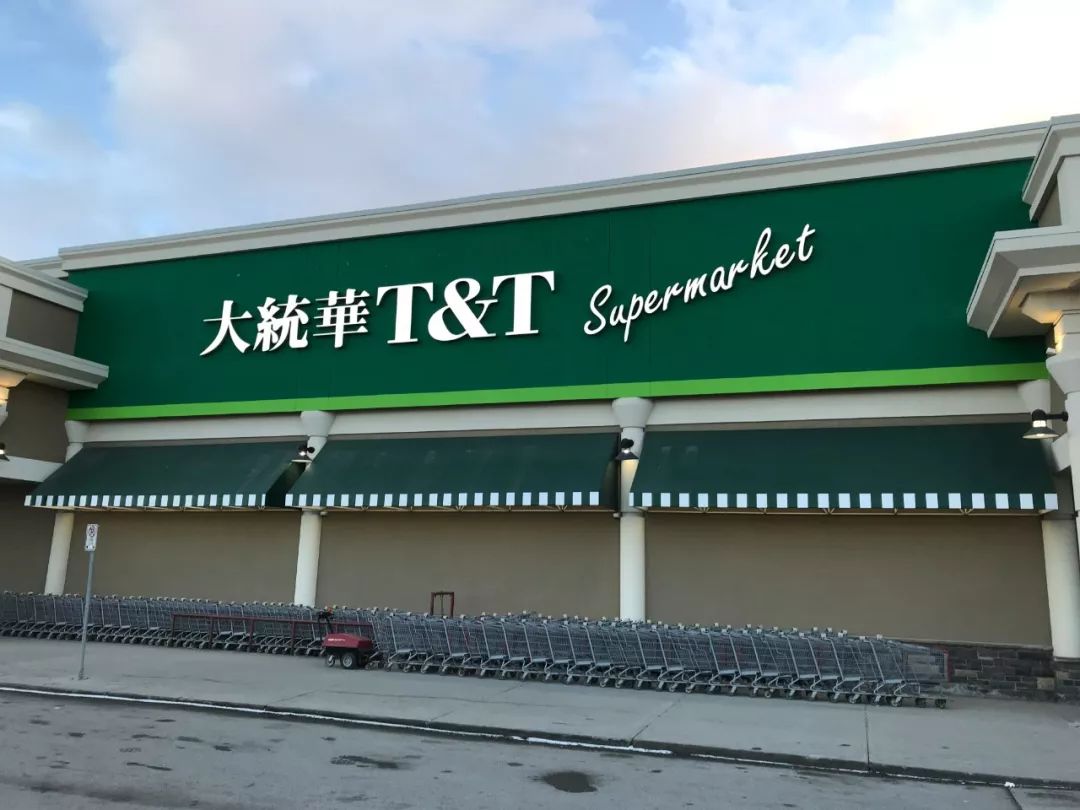 大統華 T&T Supermarket